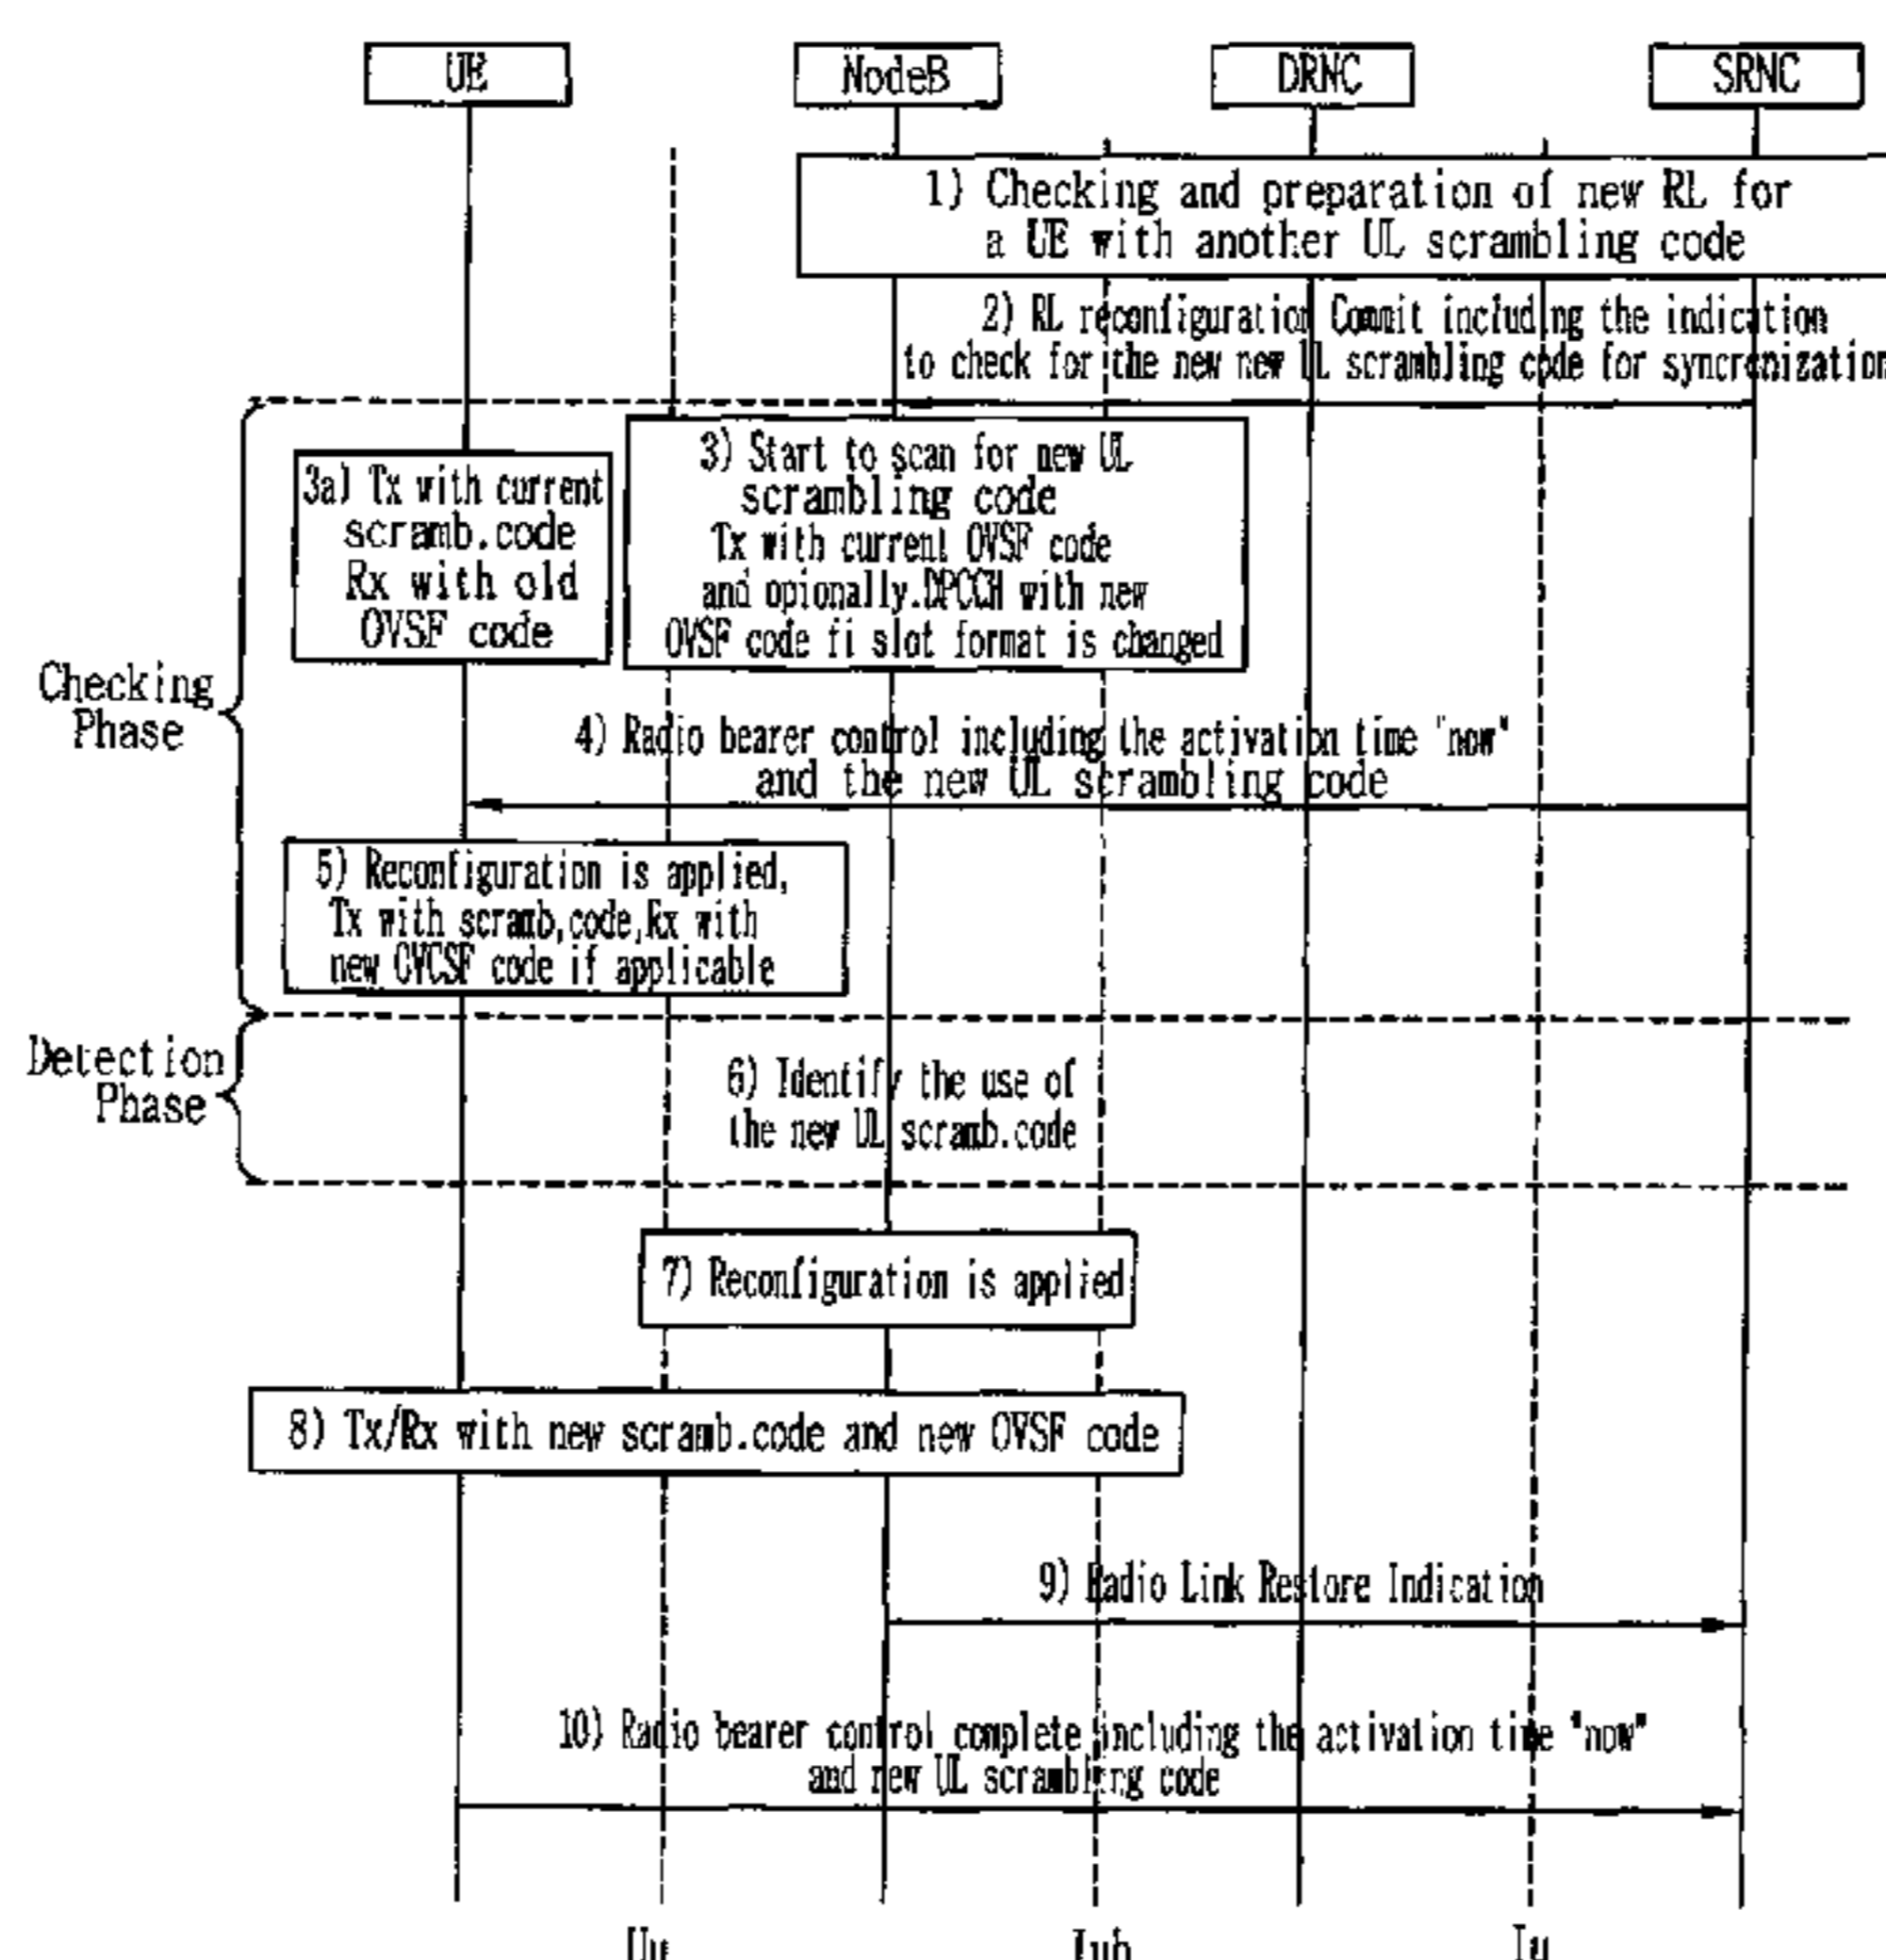 UE
NodeB
DRNC
SRNC
1) Checking and preparation of new RL for
a UE with another UL scrambling code
2) RL reconfiguration Commit including the indication
to check for the new new UL scrambling code for syncronization
3) Start to scan for new UL
scrambling code
Tx with current OVSF code
and opionally.DPCCH with new
OVSF code fi slot format is changed
3a) Tx with current
scramb.code
Rx with old
OVSF code
Checking
Phase
4) Radio bearer control including the activation time "now"
and the new UL scrambling code
5) Reconfiguration is applied,
Tx with scramb,code,Rx with
new OVCSF code if applicable
Detection
Phase
6) Identify the use of
the new UL scramb.code
7) Reconfiguration is applied
8) Tx/Rx with new scramb.code and new OVSF code
9) Radio Link Restore Indication
10) Radio bearer control complete including the activation time "now"
and new UL scrambling code
Uu
Iub
Iu